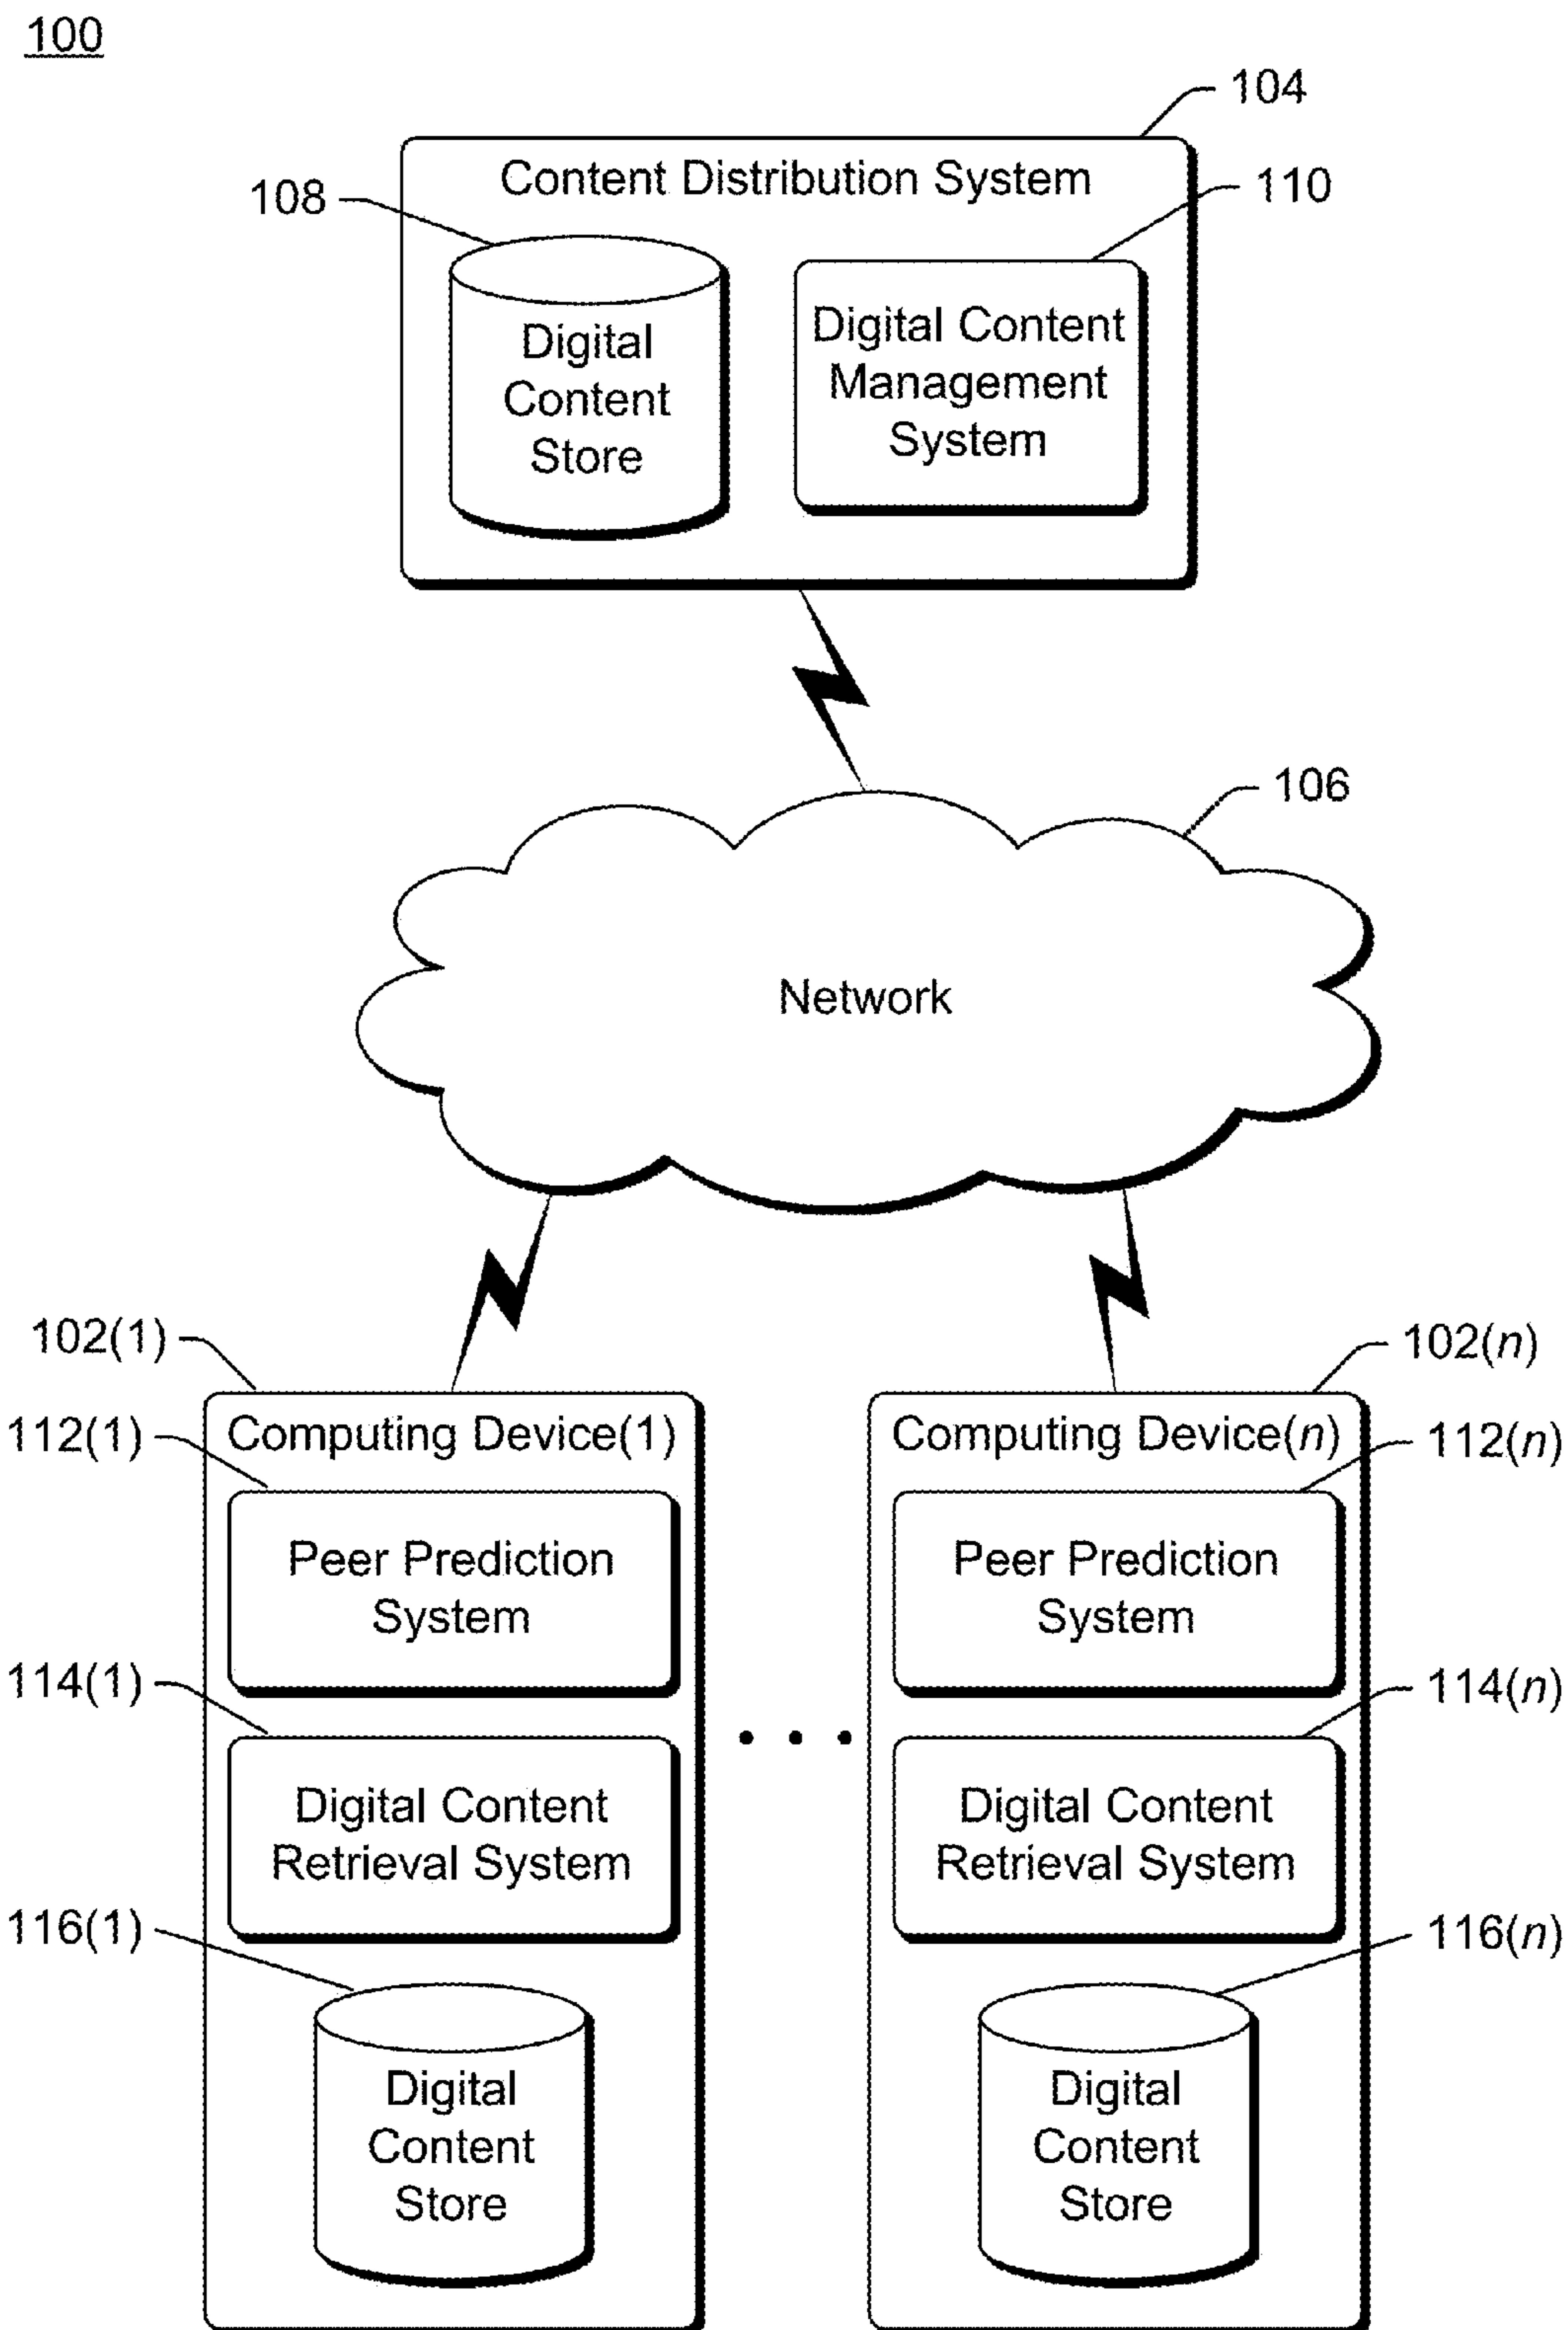 100
104
Content Distribution System
108
110
Digital
Content
Store
Digital Content
Management
System
106
Network
102(1)
102(n)
Computing Device(1)
Computing Device(n)
112(1)
112(n)
Peer Prediction
System
Peer Prediction
System
114(1)
114(n)
Digital Content
Retrieval System
Digital Content
Retrieval System
116(1)
116(n)
Digital
Content
Store
Digital
Content
Store